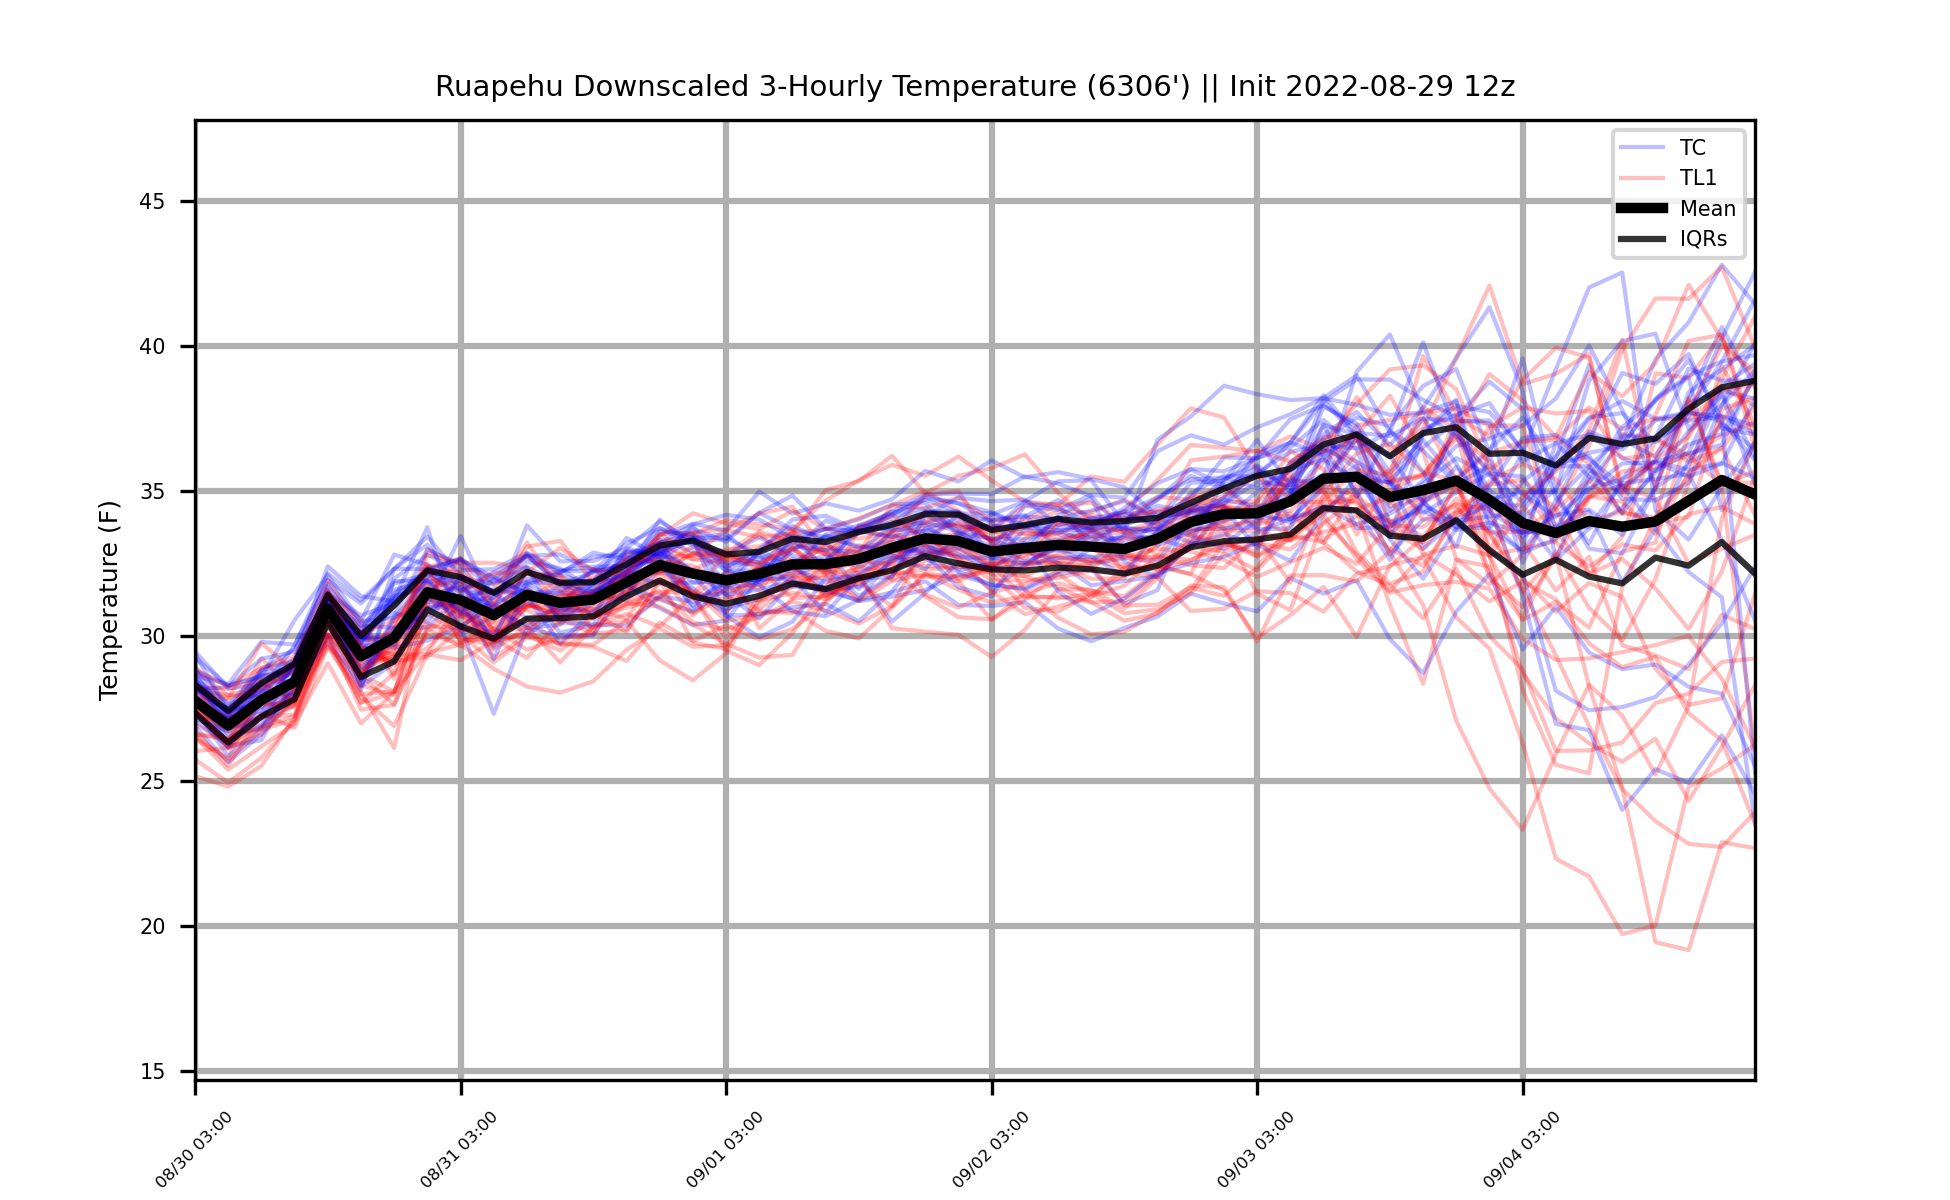 Ruapehu Downscaled 3-Hourly Temperature (6306') || Init 2022-08-29 12z
TC
TL1
Mean
IQRs
Temperature (F)
45
40
35
30
25
20
15
08/30 03:00
08/31 03:00
09/01 03:00
09/02 03:00
09/03 03:00
09/04 03:00